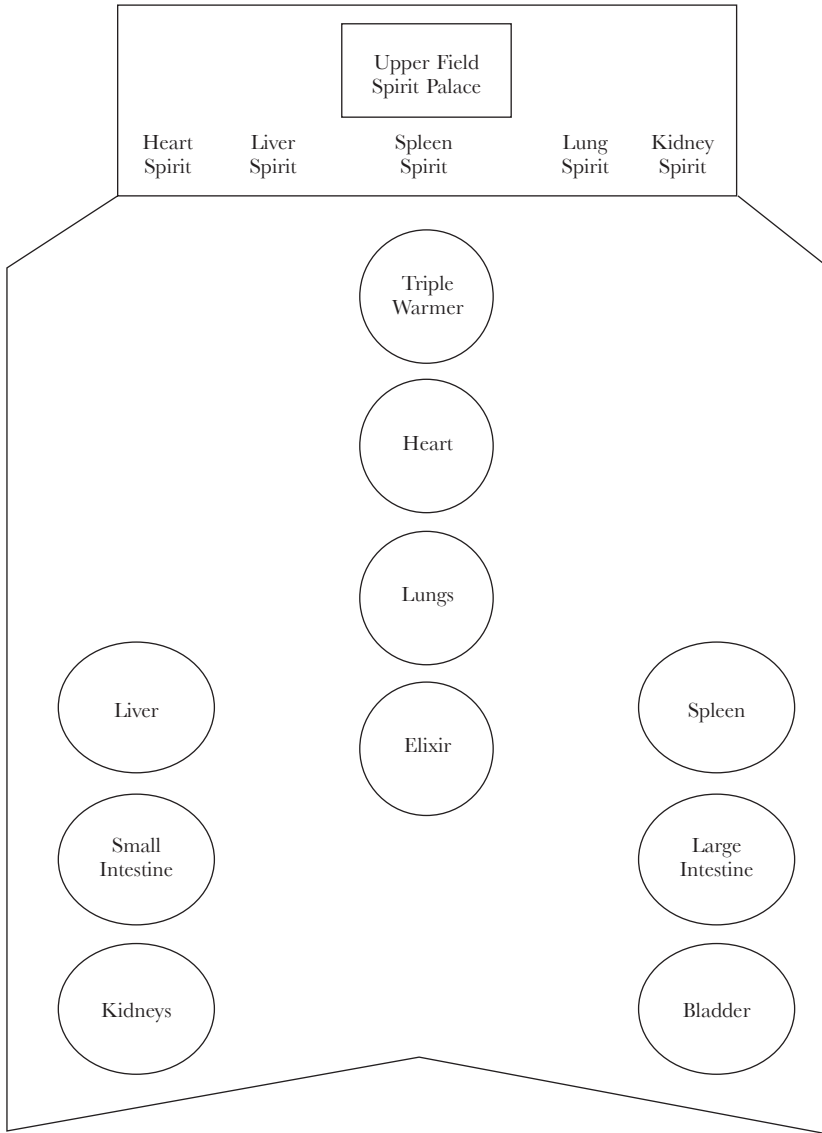 Upper Field
Spirit Palace
Heart
Spirit
Liver
Spirit
Spleen
Spirit
Lung
Spirit
Kidney
Spirit
Triple
Warmer
Heart
Lungs
Liver
Elixir
Spleen
Small
Intestine
Large
Intestine
Kidneys
Bladder